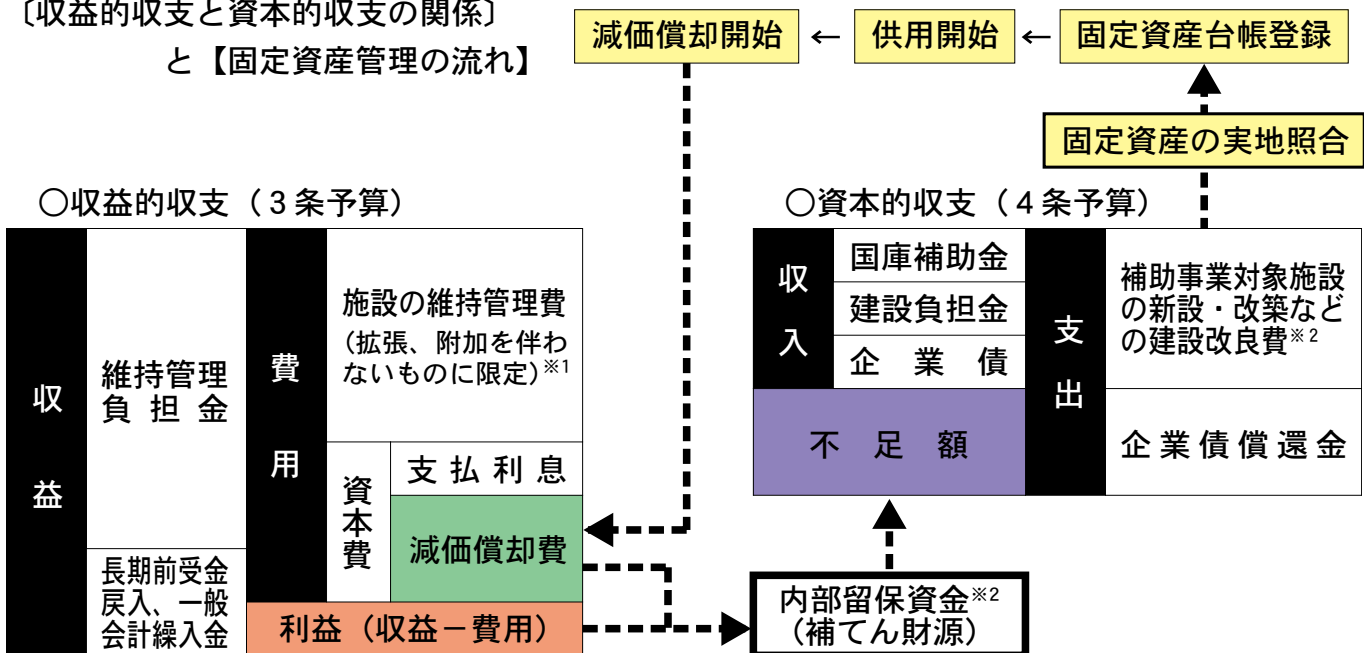 〔収益的収支と資本的収支の関係〕
と【固定資産管理の流れ】
減価償却開始 ← 供用開始 ← 固定資産台帳登録
固定資産の実地照合
○収益的収支（３条予算）
収益
維持管理
負担金
長期前受金
戻入、一般
会計繰入金
費用
施設の維持管理費
（拡張、附加を伴わ
ないものに限定）※1
資本費
支払利息
減価償却費
利益（収益－費用）
○資本的収支（４条予算）
収入
国庫補助金
建設負担金
企業債
不足額
支出
補助事業対象施設
の新設・改築など
の建設改良費※2
企業債償還金
内部留保資金※2
（補てん財源）